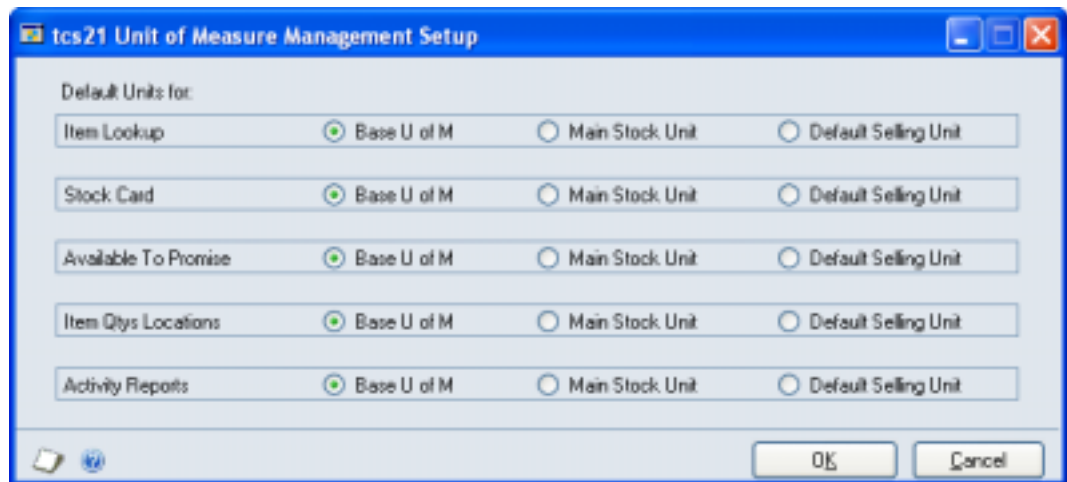 tcs21 Unit of Measure Management Setup
Default Units for:
Item Lookup Base U of M Main Stock Unit Default Selling Unit
Stock Card Base U of M Main Stock Unit Default Selling Unit
Available To Promise Base U of M Main Stock Unit Default Selling Unit
Item Qtys Locations Base U of M Main Stock Unit Default Selling Unit
Activity Reports Base U of M Main Stock Unit Default Selling Unit
OK Cancel